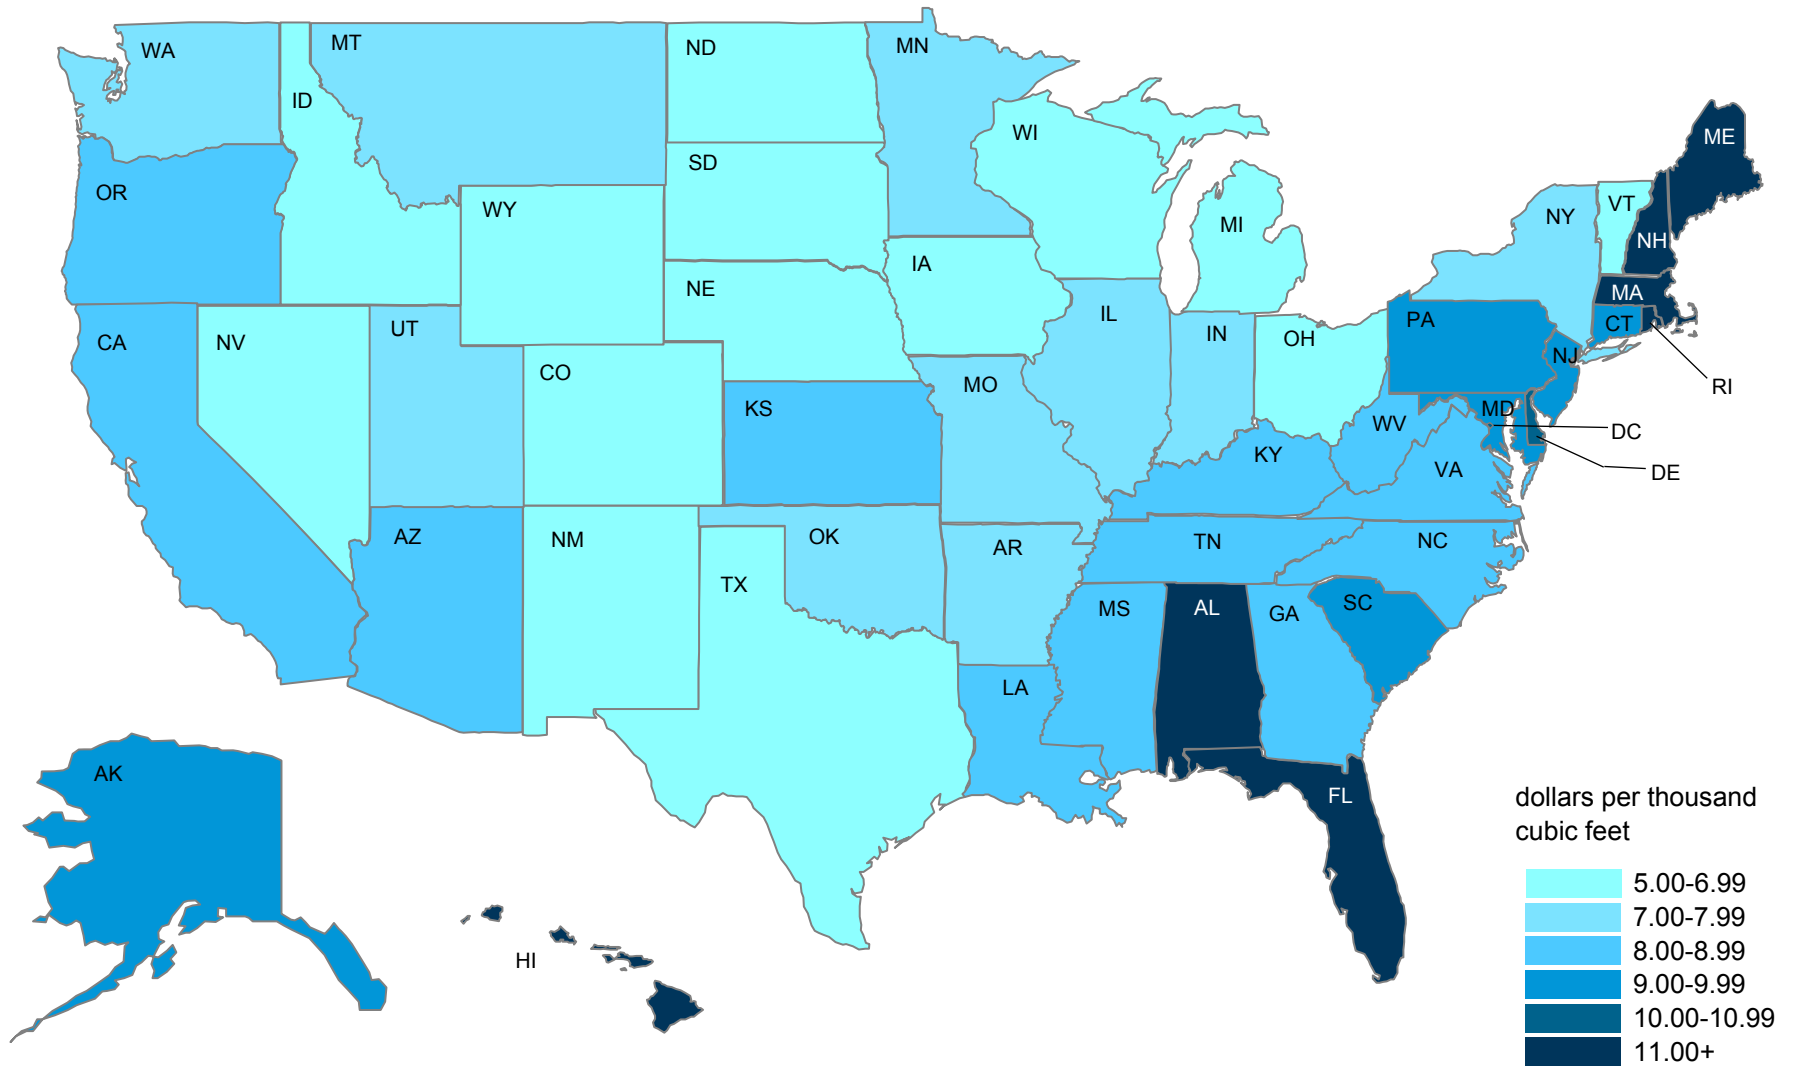 WA
MT
ND
MN
ID
WI
ME
OR
SD
WY
VT
NY
MI
NH
IA
NE
MA
IL
PA
CT
UT
IN
OH
CA
NV
NJ
CO
MO
RI
KS
MD
WV
DC
KY
VA
DE
AZ
NM
OK
AR
TN
NC
TX
MS
AL
GA
SC
LA
AK
FL
HI
dollars per thousand
cubic feet
5.00-6.99
7.00-7.99
8.00-8.99
9.00-9.99
10.00-10.99
11.00+